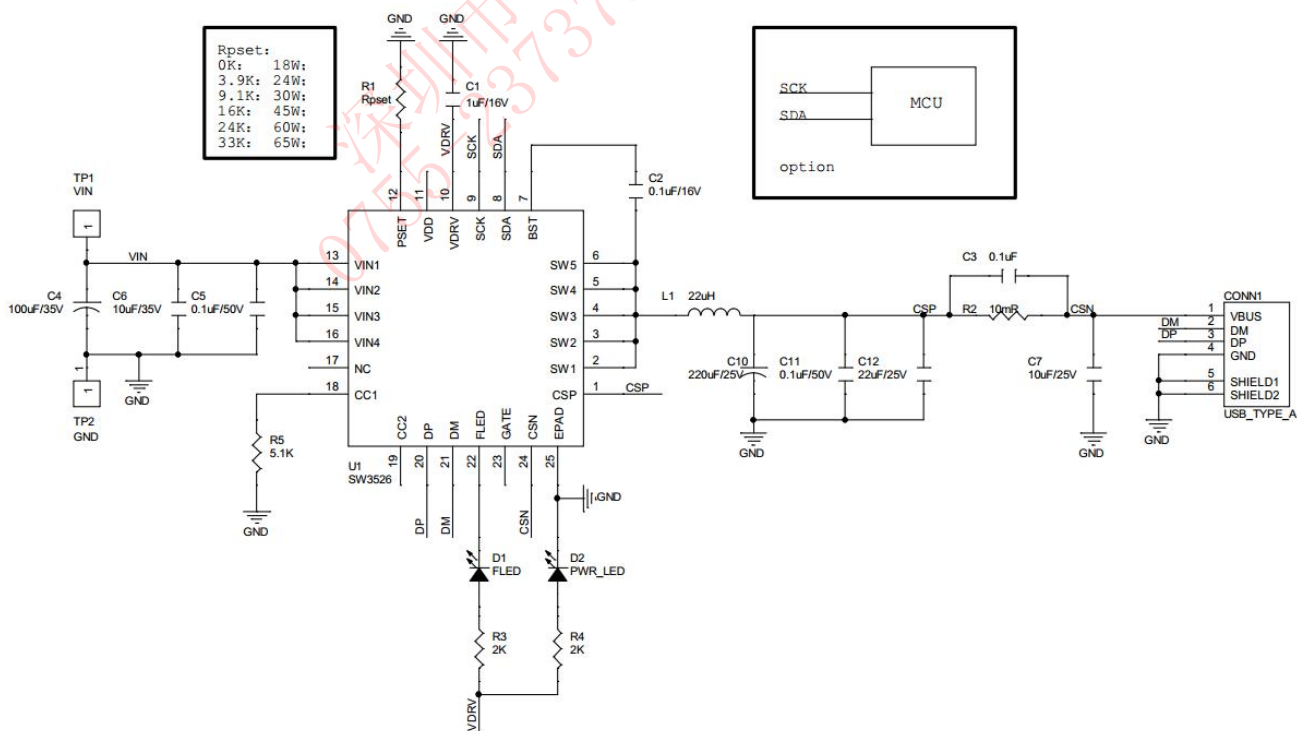 GND
GND
Rpset:
0K: 18W;
3.9K: 24W;
9.1K: 30W;
16K: 45W;
24K: 60W;
33K: 65W;
R1
Rpset
C1
1uF/16V
VDRV
SCK
SDA
SCK
SDA
MCU
option
深圳市
0755-23737
C2
0.1uF/16V
TP1
VIN
1
12
11
10
9
8
7
PSET
VDD
VDRV
SCK
SDA
BST
VIN
13
VIN1
14
VIN2
15
VIN3
16
VIN4
17
NC
18
CC1
SW5
6
SW4
5
SW3
4
SW2
3
SW1
2
CSP
1
CSP
C4
100uF/35V
C6
10uF/35V
C5
0.1uF/50V
1
1
TP2
GND
GND
L1 22uH
C3 0.1uF
CSP
R2
10mR
CSN
C10
220uF/25V
C11
0.1uF/50V
C12
22uF/25V
C7
10uF/25V
GND
GND
CONN1
1
VBUS
DM
2
DM
DP
3
DP
4
GND
5
SHIELD1
6
SHIELD2
USB_TYPE_A
GND
R5
5.1K
GND
U1
SW3526
CC2
DP
DM
FLED
GATE
CSN
EPAD
19
20
21
22
23
24
25
DP
DM
CSN
GND
D1
FLED
D2
PWR_LED
R3
2K
R4
2K
VDRV